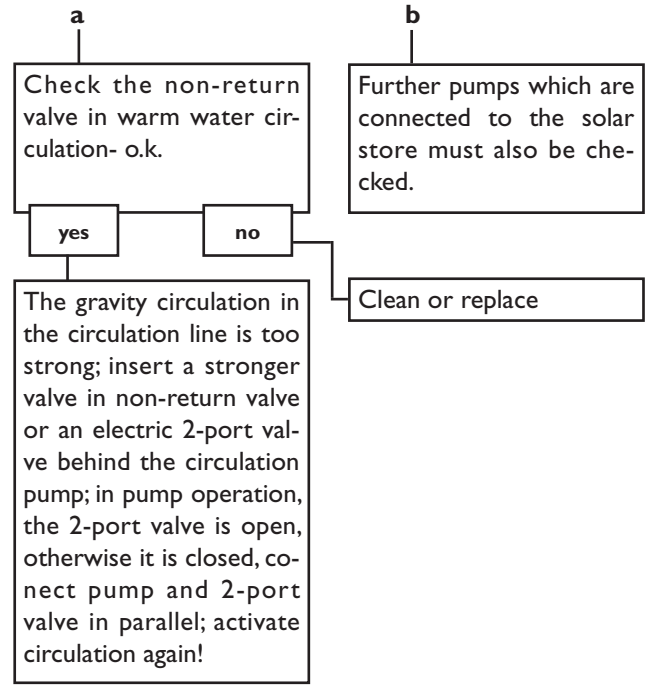 a
Check the non-return
valve in warm water cir-
culation- o.k.
yes
no
The gravity circulation in
the circulation line is too
strong; insert a stronger
valve in non-return valve
or an electric 2-port val-
ve behind the circulation
pump; in pump operation,
the 2-port valve is open,
otherwise it is closed, co-
nect pump and 2-port
valve in parallel; activate
circulation again!
b
Further pumps which are
connected to the solar
store must also be che-
cked.
Clean or replace